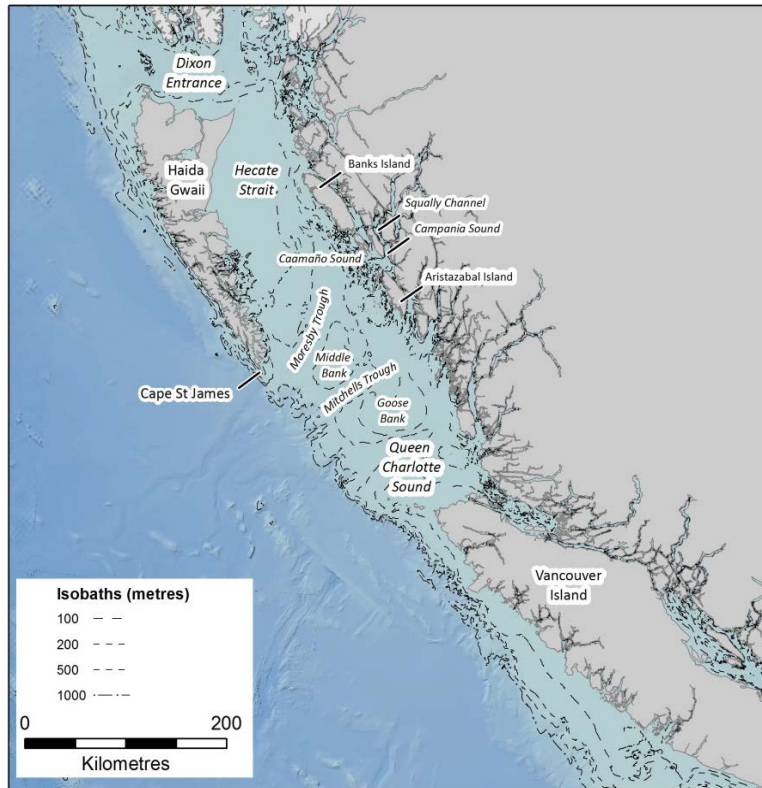 Dixon
Entrance
Haida
Gwaii
Hecate
Strait
Banks Island
Squally Channel
Campania Sound
Caamaño Sound
Aristazabal Island
Moresby Trough
Middle
Bank
Mitchells Trough
Cape St James
Goose
Bank
Queen
Charlotte
Sound
Vancouver
Island
Isobaths (metres)
100
200
500
1000
0 200
Kilometres